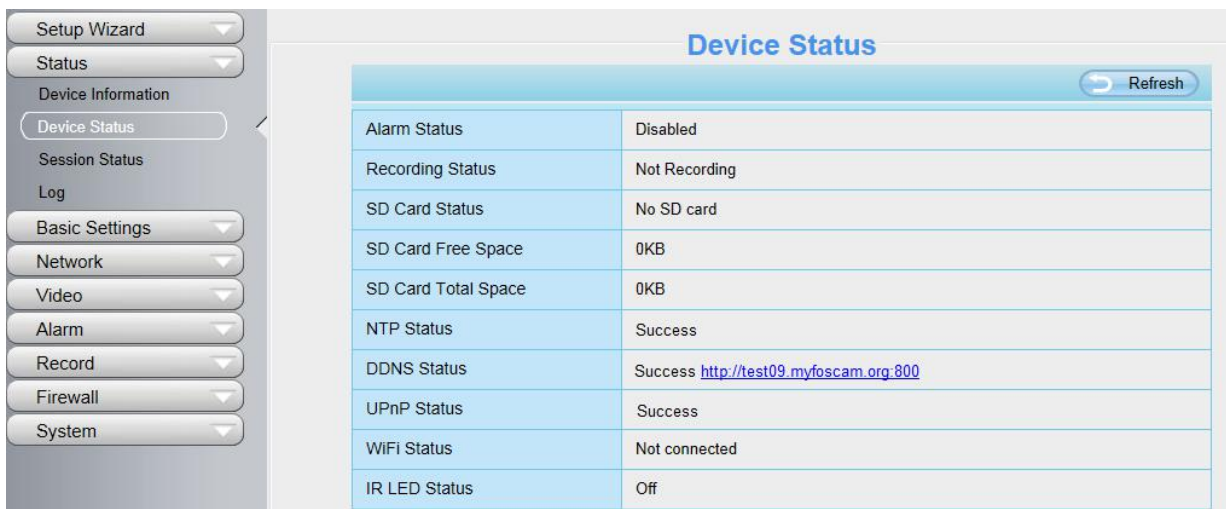 Setup Wizard
Status
Device Information
Device Status
Session Status
Log
Basic Settings
Network
Video
Alarm
Record
Firewall
System
Device Status
Refresh
Alarm Status Disabled
Recording Status Not Recording
SD Card Status No SD card
SD Card Free Space 0KB
SD Card Total Space 0KB
NTP Status Success
DDNS Status Success http://test09.myfoscam.org:800
UPnP Status Success
WiFi Status Not connected
IR LED Status Off